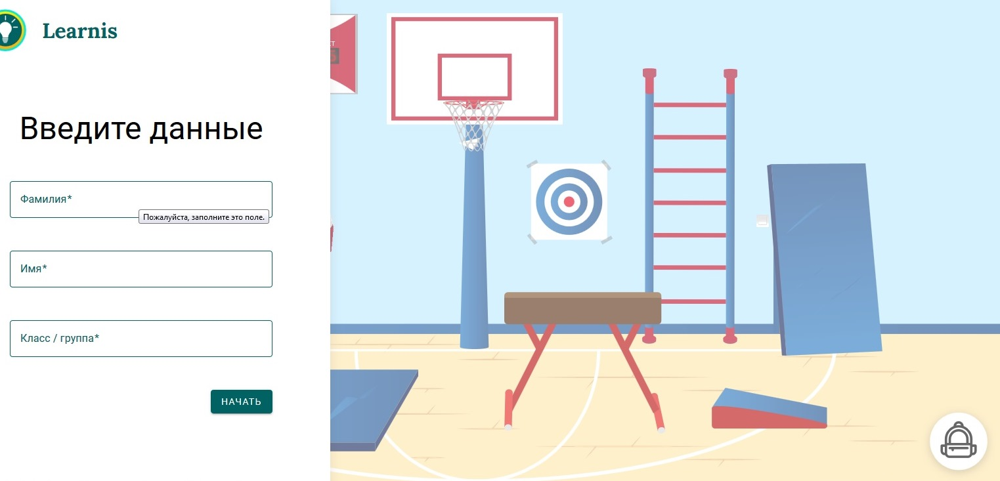 Learnis
Введите данные
Фамилия*
Пожалуйста, заполните это поле.
Имя*
Класс / группа*
НАЧАТЬ